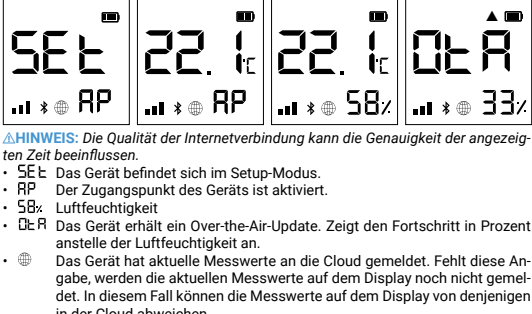 SEt
AP
22.1°C
AP
22.1°C
58%
OtA
33%
⚠HINWEIS: Die Qualität der Internetverbindung kann die Genauigkeit der angezeig-
ten Zeit beeinflussen.
• SEt Das Gerät befindet sich im Setup-Modus.
• AP Der Zugangspunkt des Geräts ist aktiviert.
• 58% Luftfeuchtigkeit
• OtA Das Gerät erhält ein Over-the-Air-Update. Zeigt den Fortschritt in Prozent
anstelle der Luftfeuchtigkeit an.
• Das Gerät hat aktuelle Messwerte an die Cloud gemeldet. Fehlt diese An-
gabe, werden die aktuellen Messwerte auf dem Display noch nicht gemel-
det. In diesem Fall können die Messwerte auf dem Display von denjenigen
in der Cloud abweichen